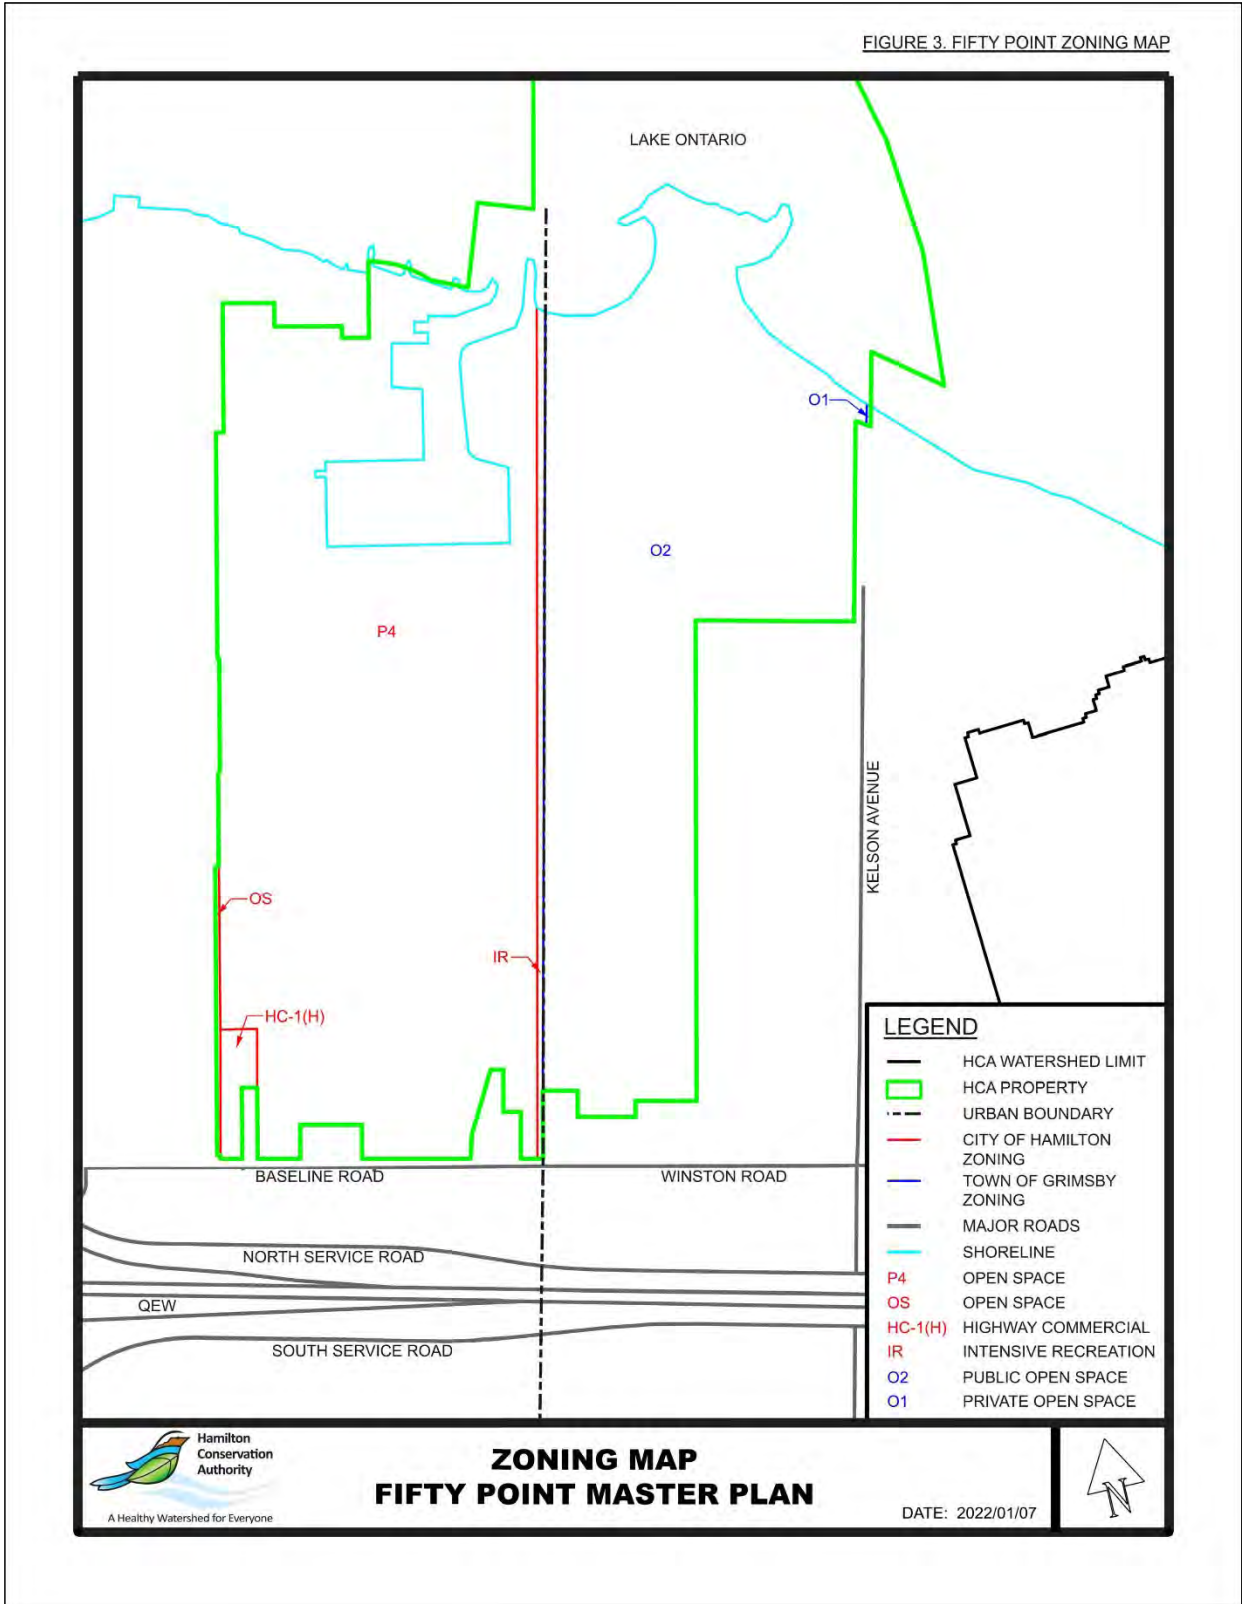 FIGURE 3. FIFTY POINT ZONING MAP
LAKE ONTARIO
O1
O2
P4
KELSON AVENUE
OS
IR
HC-1(H)
BASELINE ROAD
WINSTON ROAD
NORTH SERVICE ROAD
QEW
SOUTH SERVICE ROAD
LEGEND
HCA WATERSHED LIMIT
HCA PROPERTY
URBAN BOUNDARY
CITY OF HAMILTON
ZONING
TOWN OF GRIMSBY
ZONING
MAJOR ROADS
SHORELINE
P4 OPEN SPACE
OS OPEN SPACE
HC-1(H) HIGHWAY COMMERCIAL
IR INTENSIVE RECREATION
O2 PUBLIC OPEN SPACE
O1 PRIVATE OPEN SPACE
Hamilton
Conservation
Authority
A Healthy Watershed for Everyone
ZONING MAP
FIFTY POINT MASTER PLAN
DATE: 2022/01/07
N